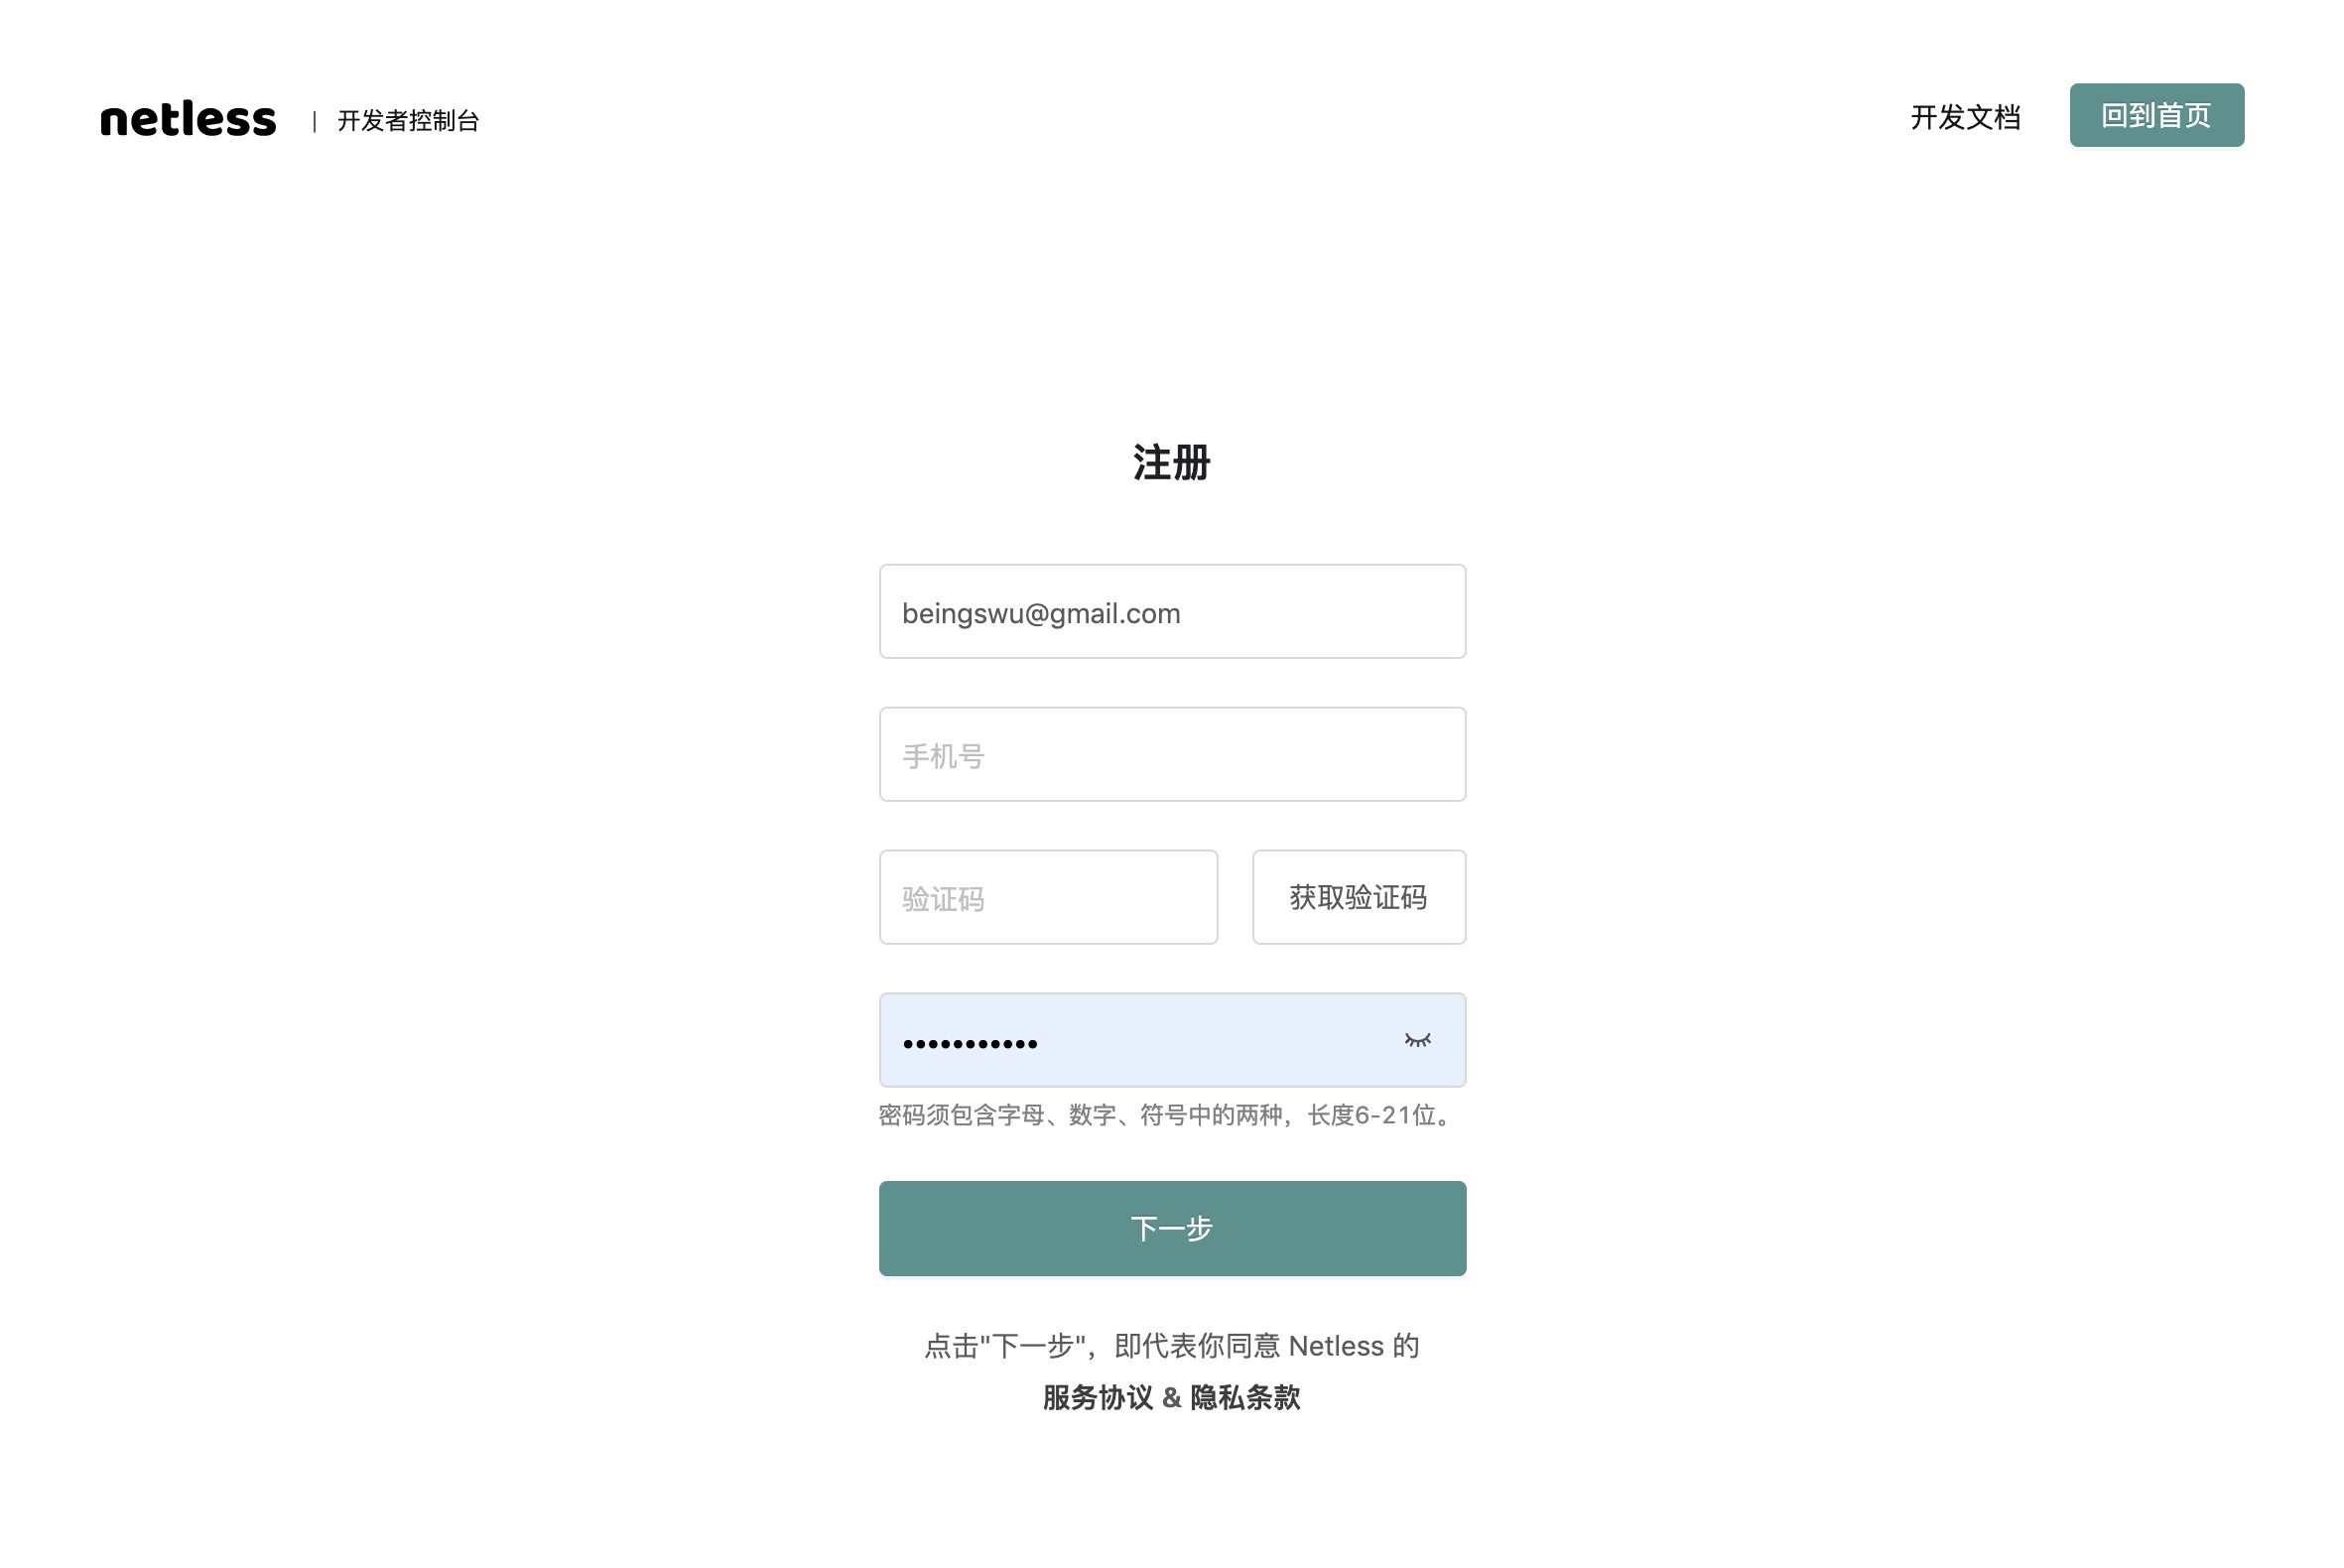 netless | 开发者控制台
开发文档
回到首页
注册
beingswu@gmail.com
手机号
验证码
获取验证码
•••••••••••
密码须包含字母、数字、符号中的两种，长度6-21位。
下一步
点击"下一步"，即代表你同意 Netless 的
服务协议 & 隐私条款